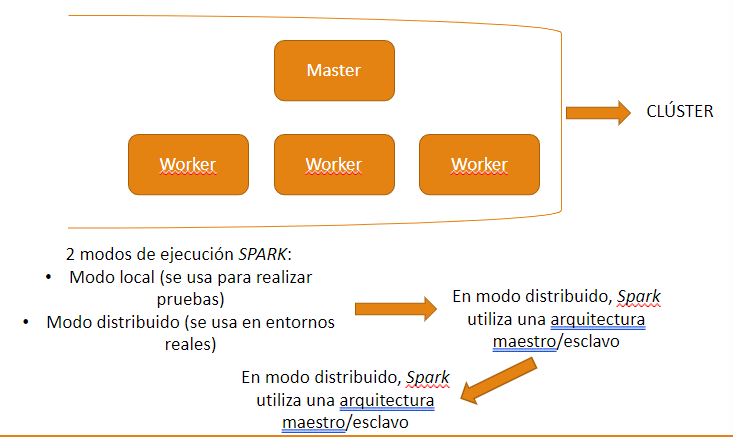 Master
CLÚSTER
Worker Worker Worker
2 modos de ejecución SPARK:
• Modo local (se usa para realizar
pruebas)
• Modo distribuido (se usa en entornos
reales)
En modo distribuido, Spark
utiliza una arquitectura
maestro/esclavo
En modo distribuido, Spark
utiliza una arquitectura
maestro/esclavo